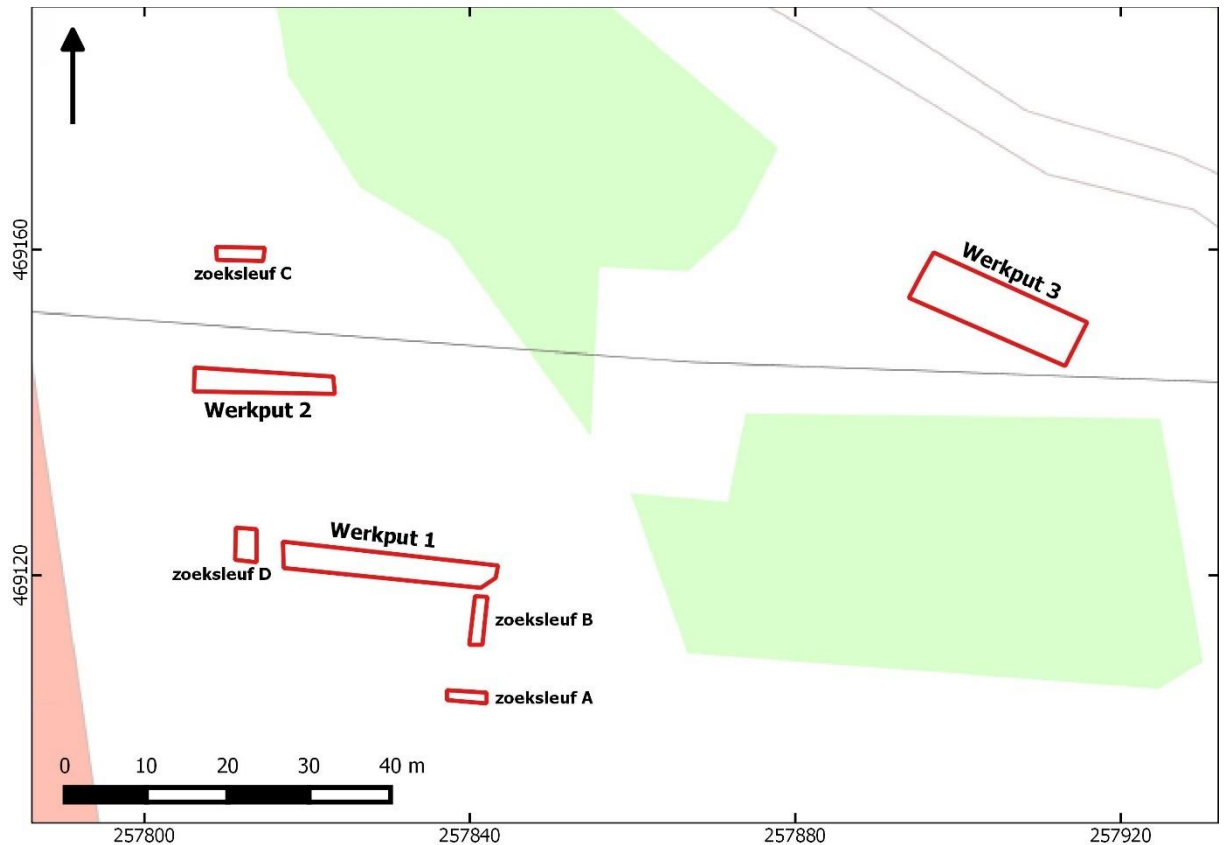 469160
469120
zoeksleuf C
Werkput 3
Werkput 2
Werkput 1
zoeksleuf D
zoeksleuf B
zoeksleuf A
0 10 20 30 40 m
257800 257840 257880 257920